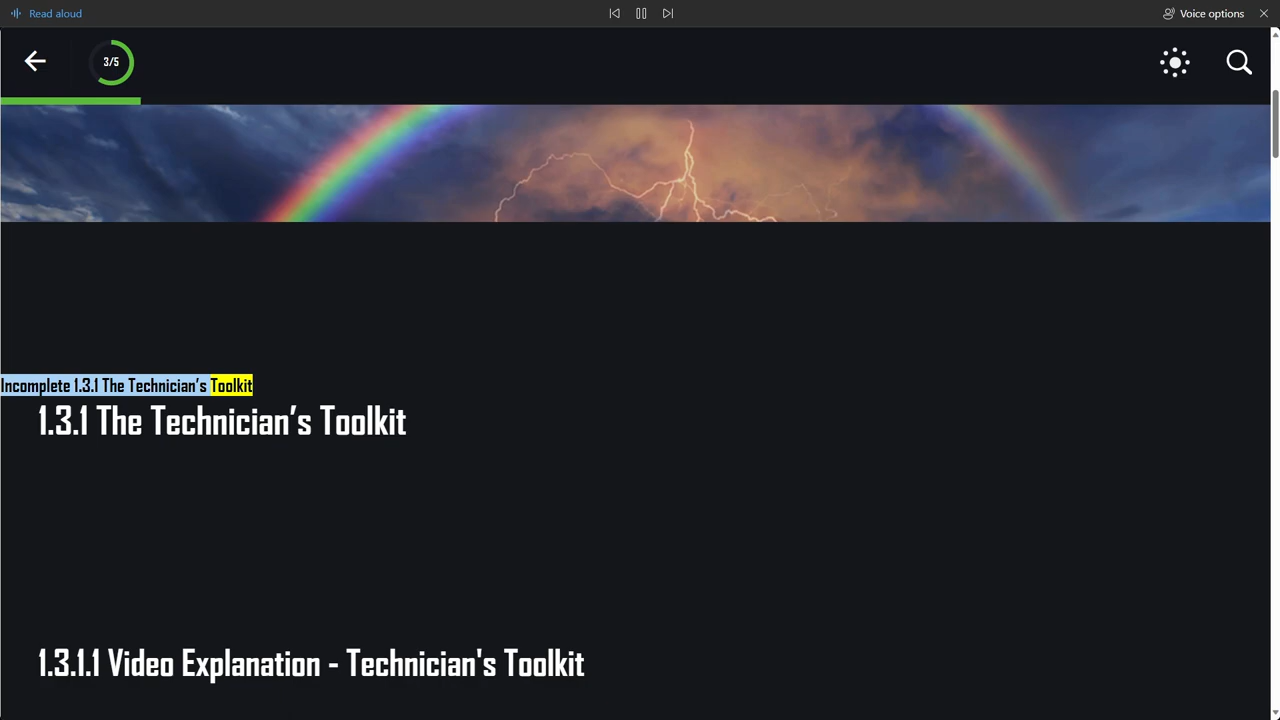 Read aloud
Voice options
3/5
Incomplete 1.3.1 The Technician’s Toolkit
1.3.1 The Technician’s Toolkit
1.3.1.1 Video Explanation - Technician's Toolkit